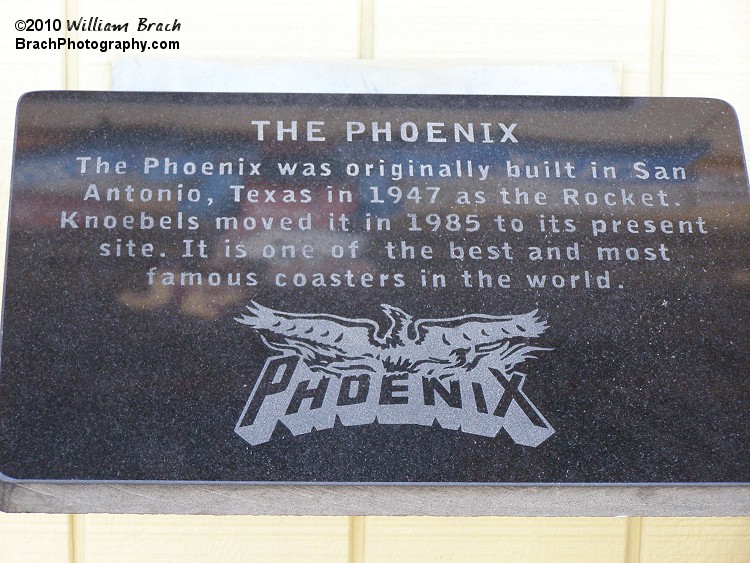 ©2010 William Brach
BrachPhotography.com
THE PHOENIX
The Phoenix was originally built in San
Antonio, Texas in 1947 as the Rocket.
Knoebels moved it in 1985 to its present
site. It is one of the best and most
famous coasters in the world.
PHOENIX